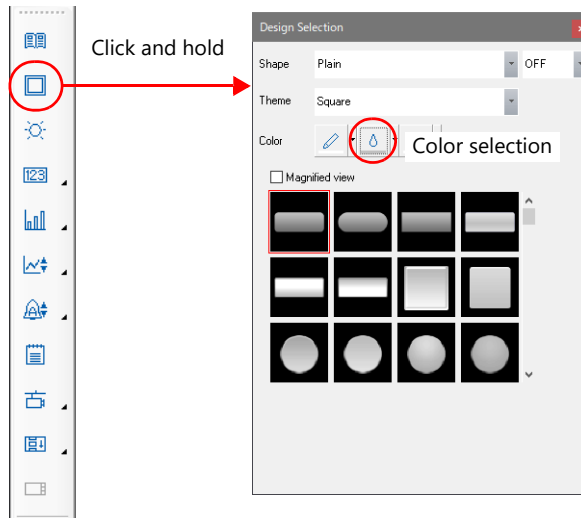 Click and hold
Design Selection
Shape Plain OFF
Theme Square
Color
Color selection
Magnified view
123